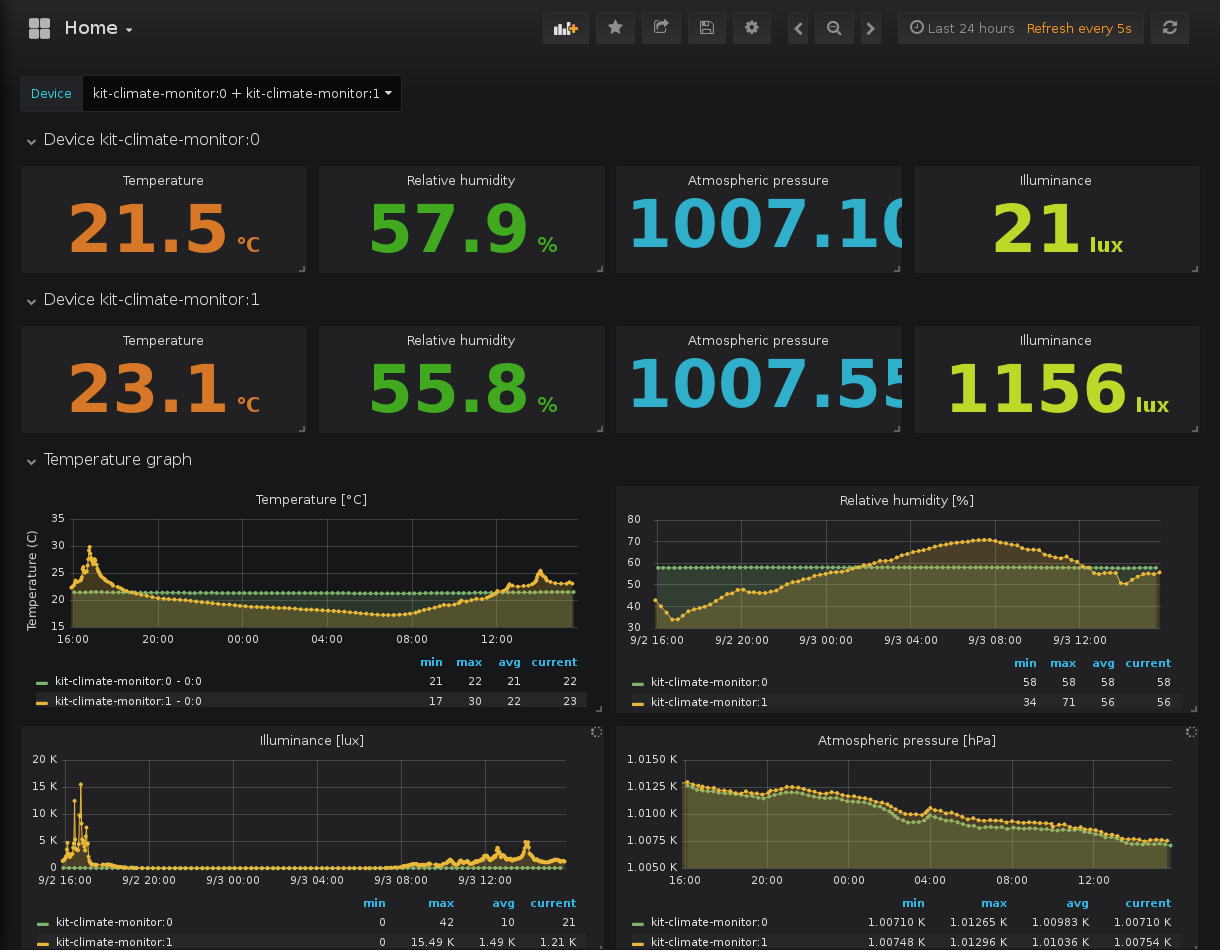 Home
Last 24 hours Refresh every 5s
Device kit-climate-monitor:0 + kit-climate-monitor:1
Device kit-climate-monitor:0
Temperature Relative humidity Atmospheric pressure Illuminance
21.5 °C 57.9 % 1007.10 21 lux
Device kit-climate-monitor:1
Temperature Relative humidity Atmospheric pressure Illuminance
23.1 °C 55.8 % 1007.55 1156 lux
Temperature graph
Temperature [°C]
Temperature (C)
35
30
25
20
15
16:00 20:00 00:00 04:00 08:00 12:00
min max avg current
kit-climate-monitor:0 - 0:0 21 22 21 22
kit-climate-monitor:1 - 0:0 17 30 22 23
Relative humidity [%]
80
70
60
50
40
30
9/2 16:00 9/2 20:00 9/3 00:00 9/3 04:00 9/3 08:00 9/3 12:00
min max avg current
kit-climate-monitor:0 58 58 58 58
kit-climate-monitor:1 34 71 56 56
Illuminance [lux]
20 K
15 K
10 K
5 K
0
9/2 16:00 9/2 20:00 9/3 00:00 9/3 04:00 9/3 08:00 9/3 12:00
min max avg current
kit-climate-monitor:0 0 42 10 21
kit-climate-monitor:1 0 15.49 K 1.49 K 1.21 K
Atmospheric pressure [hPa]
1.0150 K
1.0125 K
1.0100 K
1.0075 K
1.0050 K
16:00 20:00 00:00 04:00 08:00 12:00
min max avg current
kit-climate-monitor:0 1.00710 K 1.01265 K 1.00983 K 1.00710 K
kit-climate-monitor:1 1.00748 K 1.01296 K 1.01036 K 1.00754 K